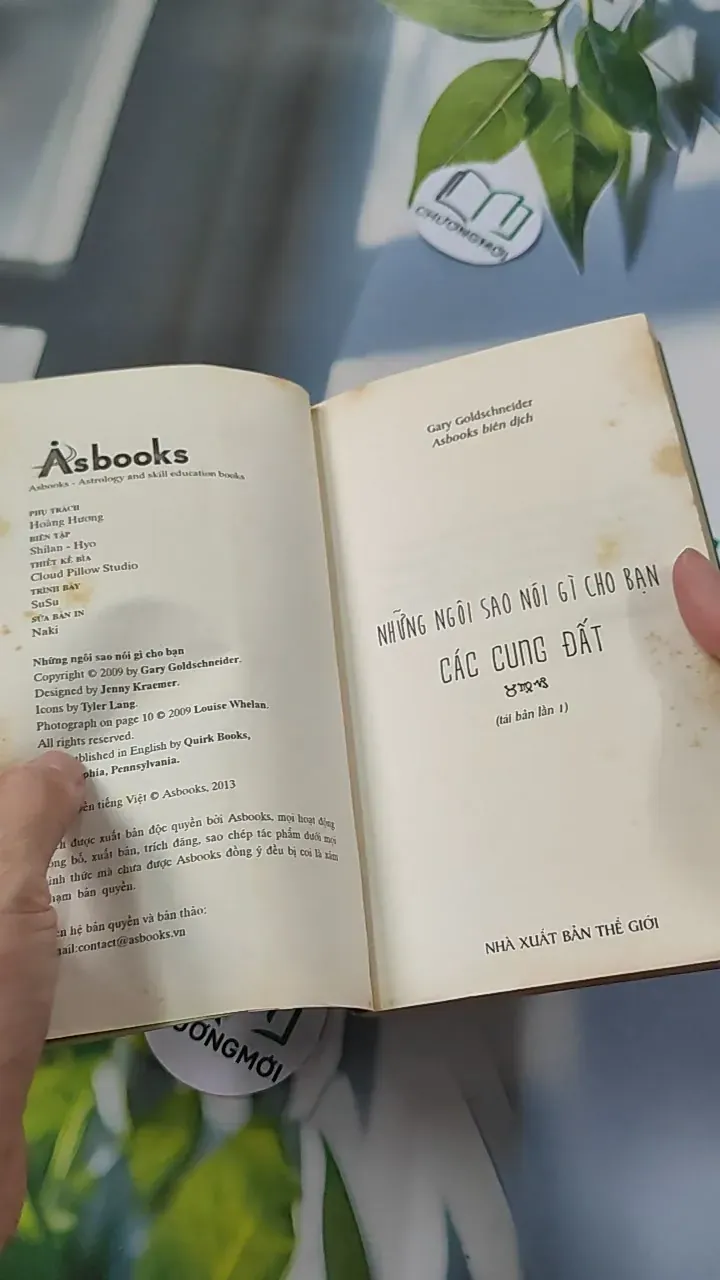 CHƯƠNGMỚI
Asbooks
Asbooks - Astrology and skill education books
PHỤ TRÁCH
Hoàng Hương
BIÊN TẬP
Shilan - Hyo
THIẾT KẾ BÌA
Cloud Pillow Studio
TRÌNH BÀY
SuSu
SỬA BẢN IN
Naki
Những ngôi sao nói gì cho bạn
Copyright © 2009 by Gary Goldschneider.
Designed by Jenny Kraemer.
Icons by Tyler Lang.
Photograph on page 10 © 2009 Louise Whelan.
All rights reserved.
in English by Quirk Books,
Pennsylvania.
tiếng Việt © Asbooks, 2013
được xuất bản độc quyền bởi Asbooks, mọi hoạt động
bố, xuất bản, trích đăng, sao chép tác phẩm dưới mọi
thức mà chưa được Asbooks đồng ý đều bị coi là xâm
bản quyền.
hệ bản quyền và bản thảo:
contact@asbooks.vn
Gary Goldschneider
Asbooks biên dịch
NHỮNG NGÔI SAO NÓI GÌ CHO BẠN
CÁC CUNG ĐẤT
♉♍♑
(tái bản lần 1)
NHÀ XUẤT BẢN THẾ GIỚI
ƯƠNGMỚI